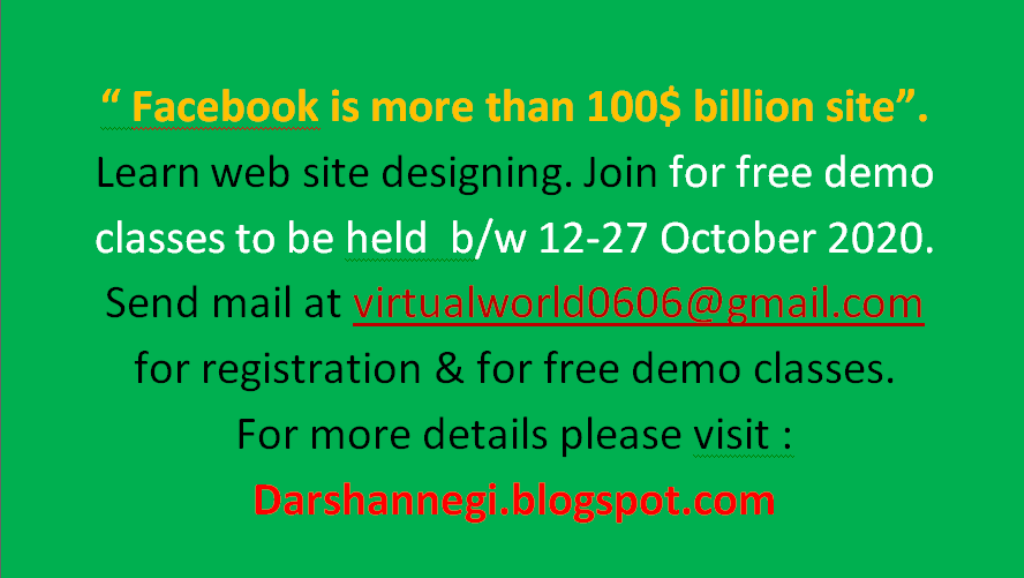 “ Facebook is more than 100$ billion site”.
Learn web site designing. Join for free demo
classes to be held  b/w 12-27 October 2020.
Send mail at virtualworld0606@gmail.com
for registration & for free demo classes.
For more details please visit :
Darshannegi.blogspot.com